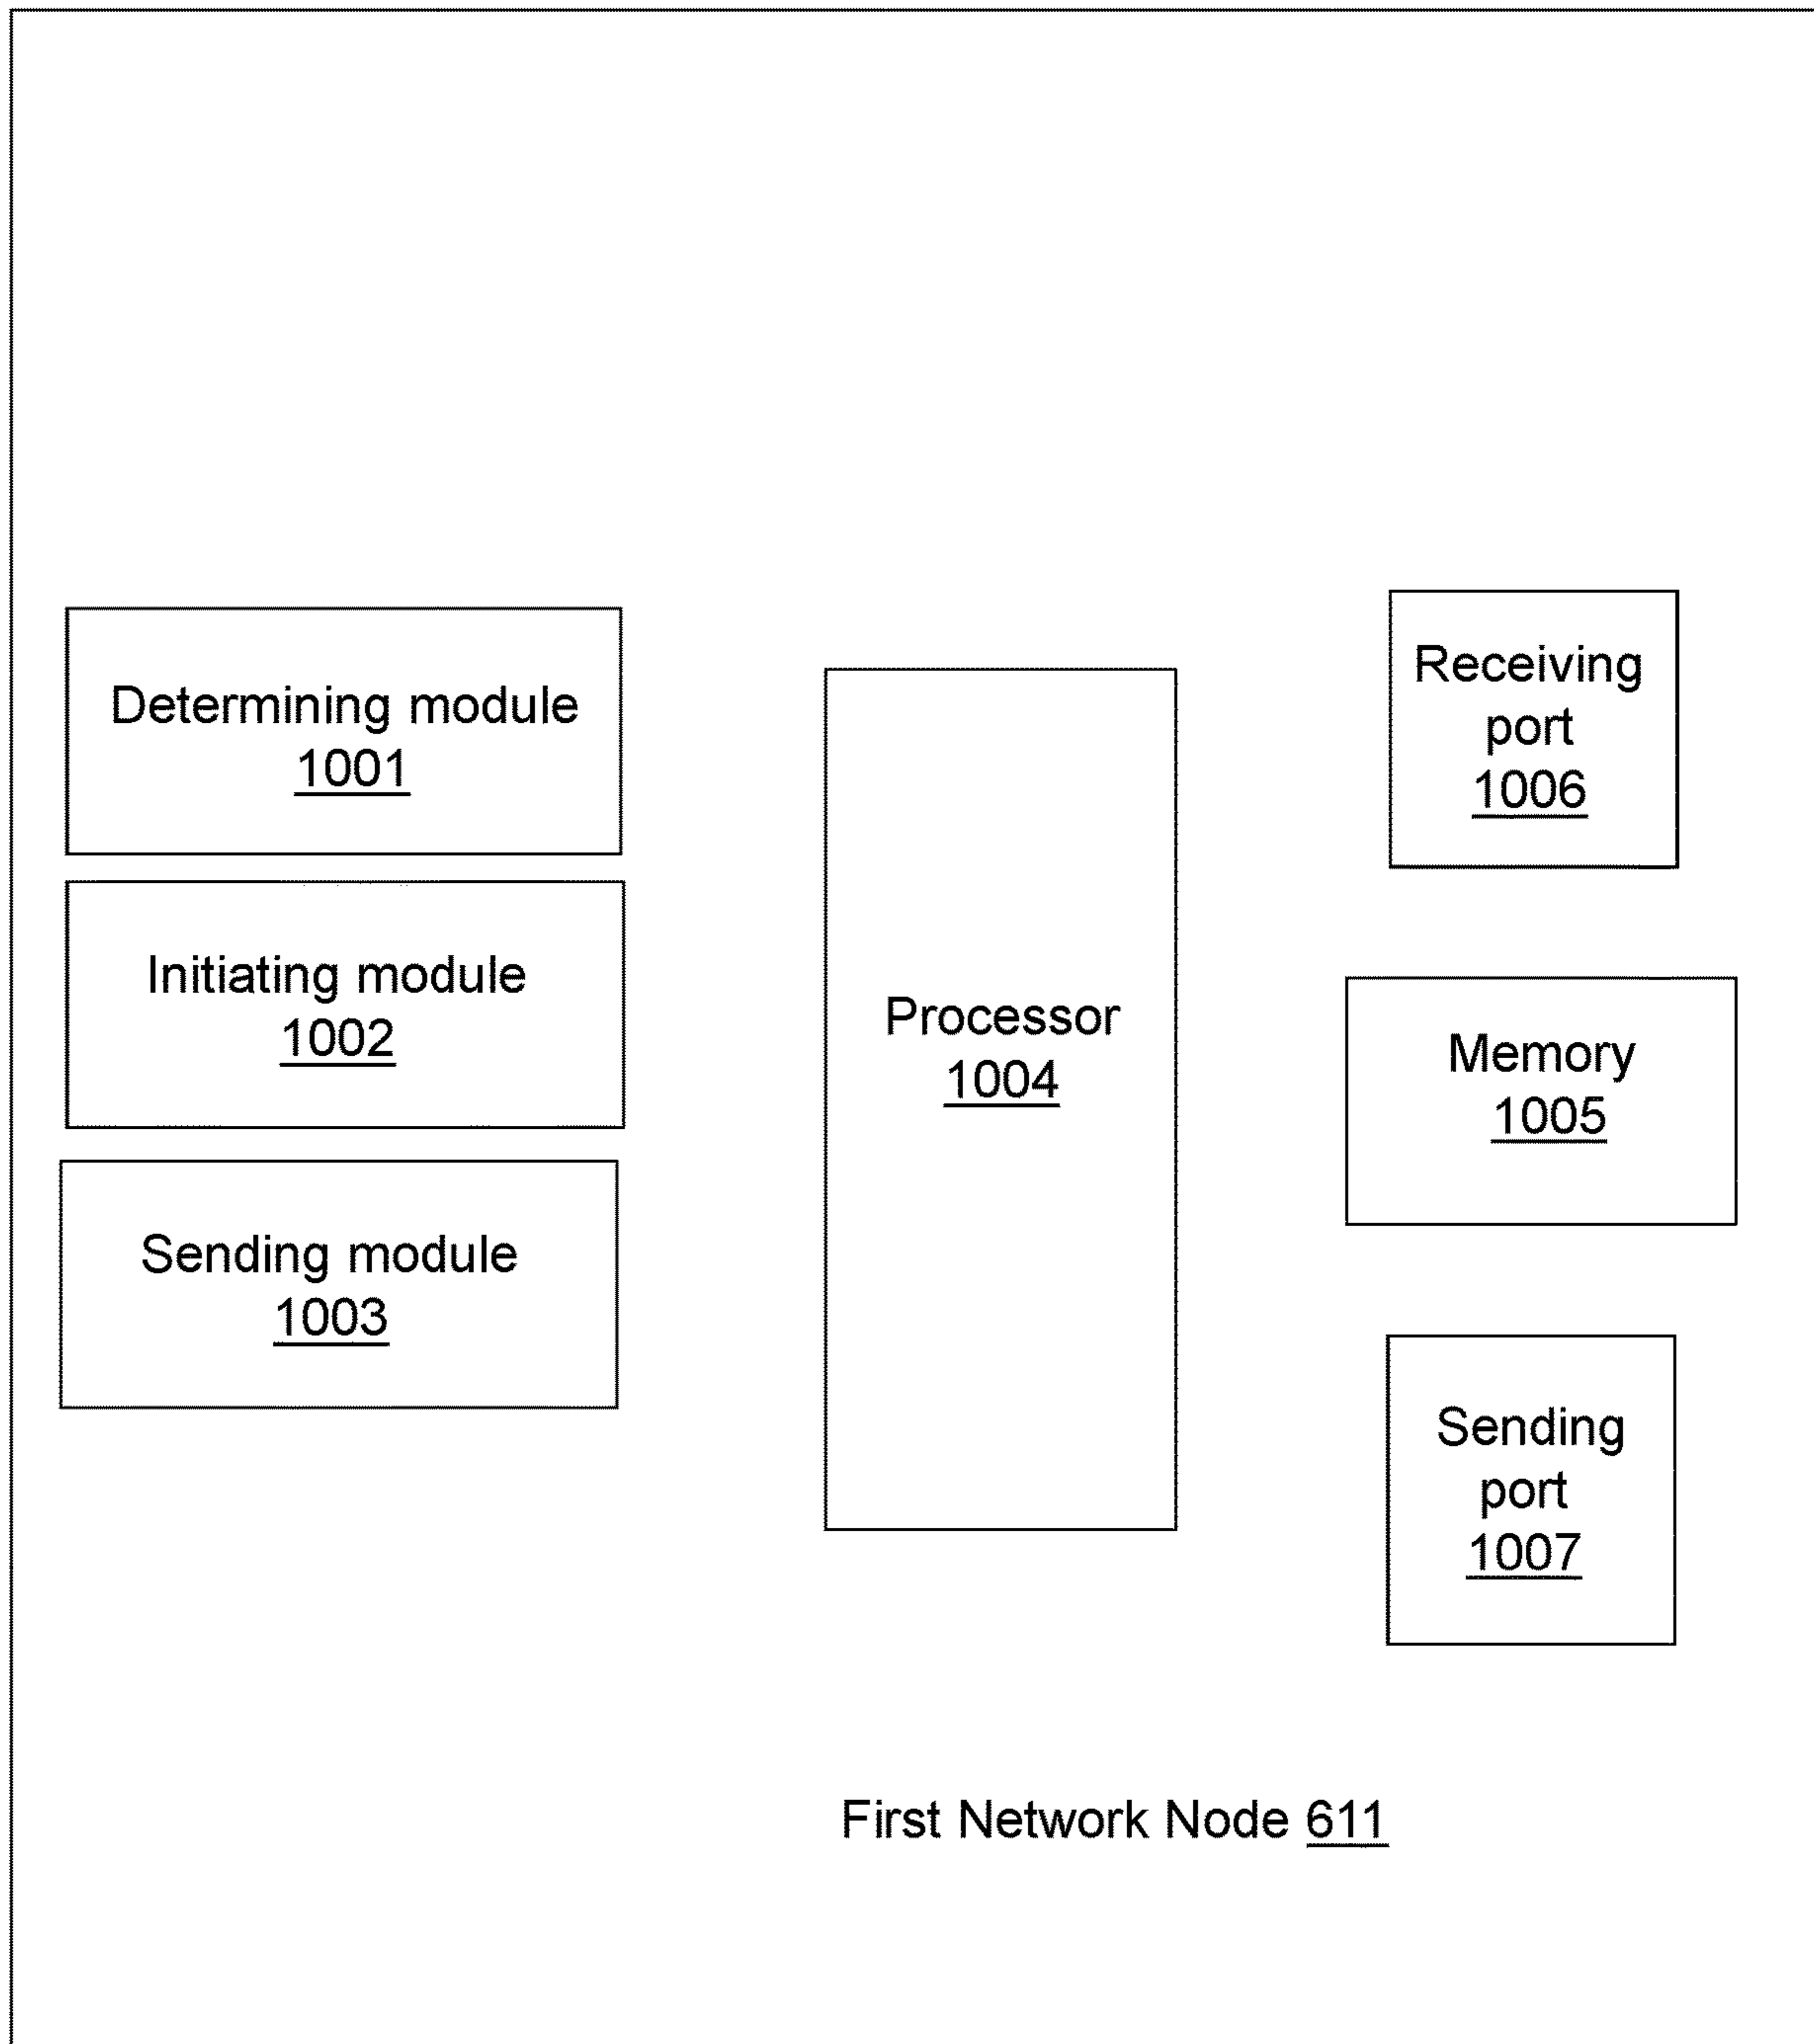 Determining module
1001
Initiating module
1002
Sending module
1003
Processor
1004
Receiving
port
1006
Memory
1005
Sending
port
1007
First Network Node 611